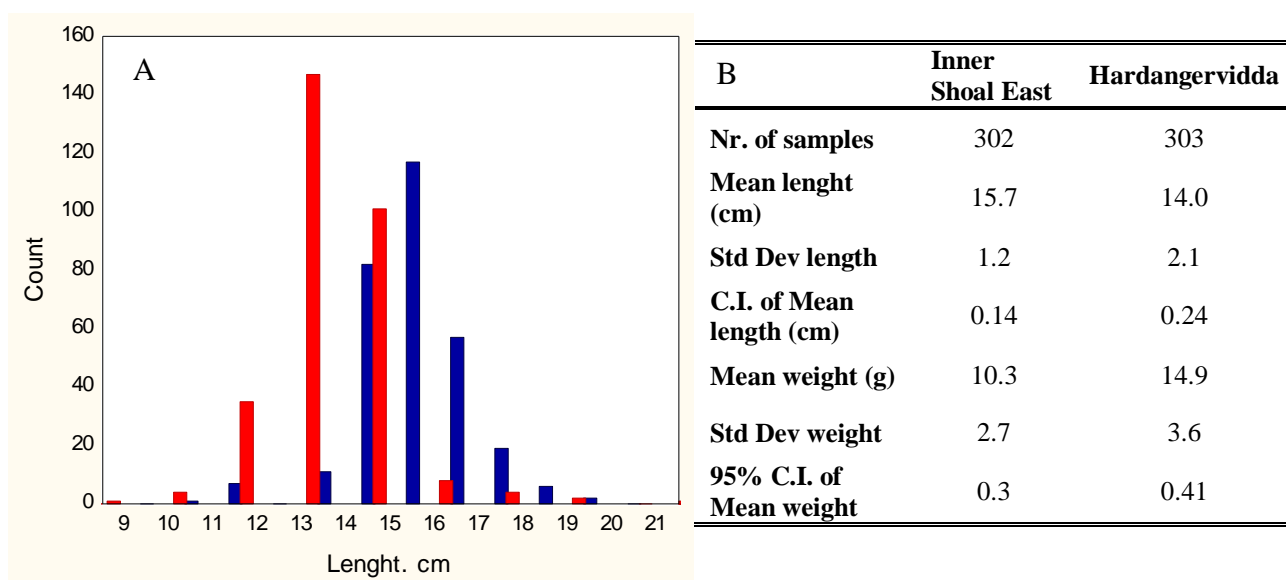 A
160
140
120
100
80
60
40
20
0
Count
9 10 11 12 13 14 15 16 17 18 19 20 21
Lenght. cm
B Inner Shoal East Hardangervidda
Nr. of samples 302 303
Mean lenght
(cm) 15.7 14.0
Std Dev length 1.2 2.1
C.I. of Mean
length (cm) 0.14 0.24
Mean weight (g) 10.3 14.9
Std Dev weight 2.7 3.6
95% C.I. of
Mean weight 0.3 0.41